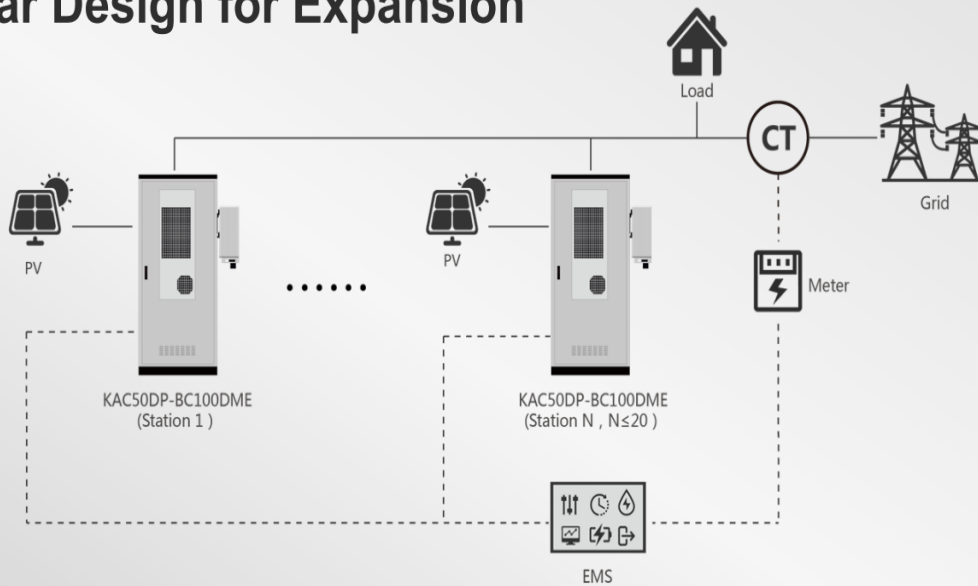 ar Design for Expansion
Load
CT
Grid
PV
PV
Meter
KAC50DP-BC100DME
(Station 1 )
KAC50DP-BC100DME
(Station N , N≤20 )
EMS